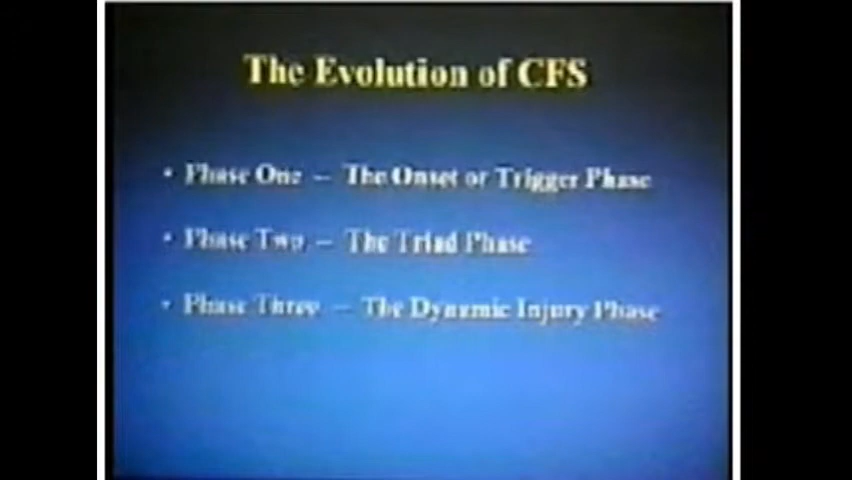 The Evolution of CFS
• Phase One – The Onset or Trigger Phase
• Phase Two – The Triad Phase
• Phase Three – The Dynamic Injury Phase